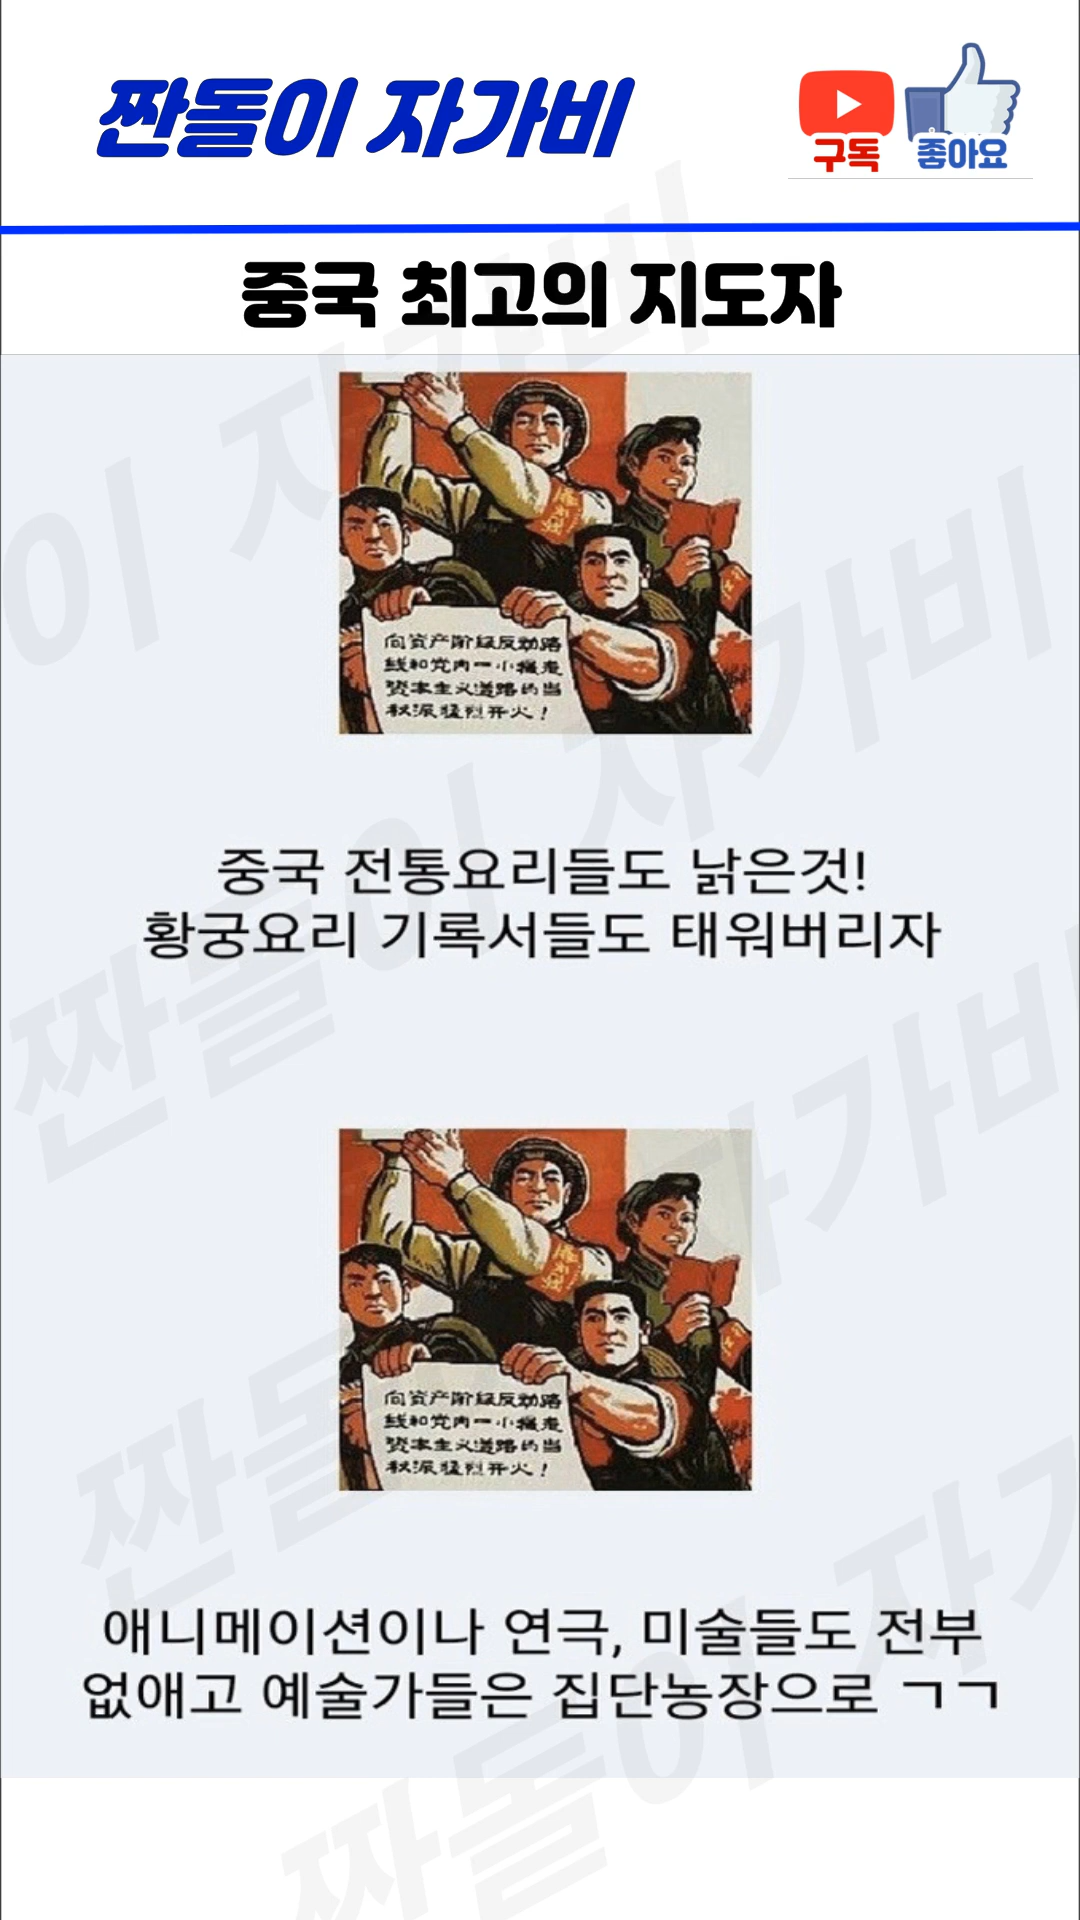 짠돌이 자가비
구독 좋아요
중국 최고의 지도자
向资产阶级反动路
线和党内一小撮走
资本主义道路的当
权派猛烈开火！
중국 전통요리들도 낡은것!
황궁요리 기록서들도 태워버리자
向资产阶级反动路
线和党内一小撮走
资本主义道路的当
权派猛烈开火！
애니메이션이나 연극, 미술들도 전부
없애고 예술가들은 집단농장으로 ㄱㄱ